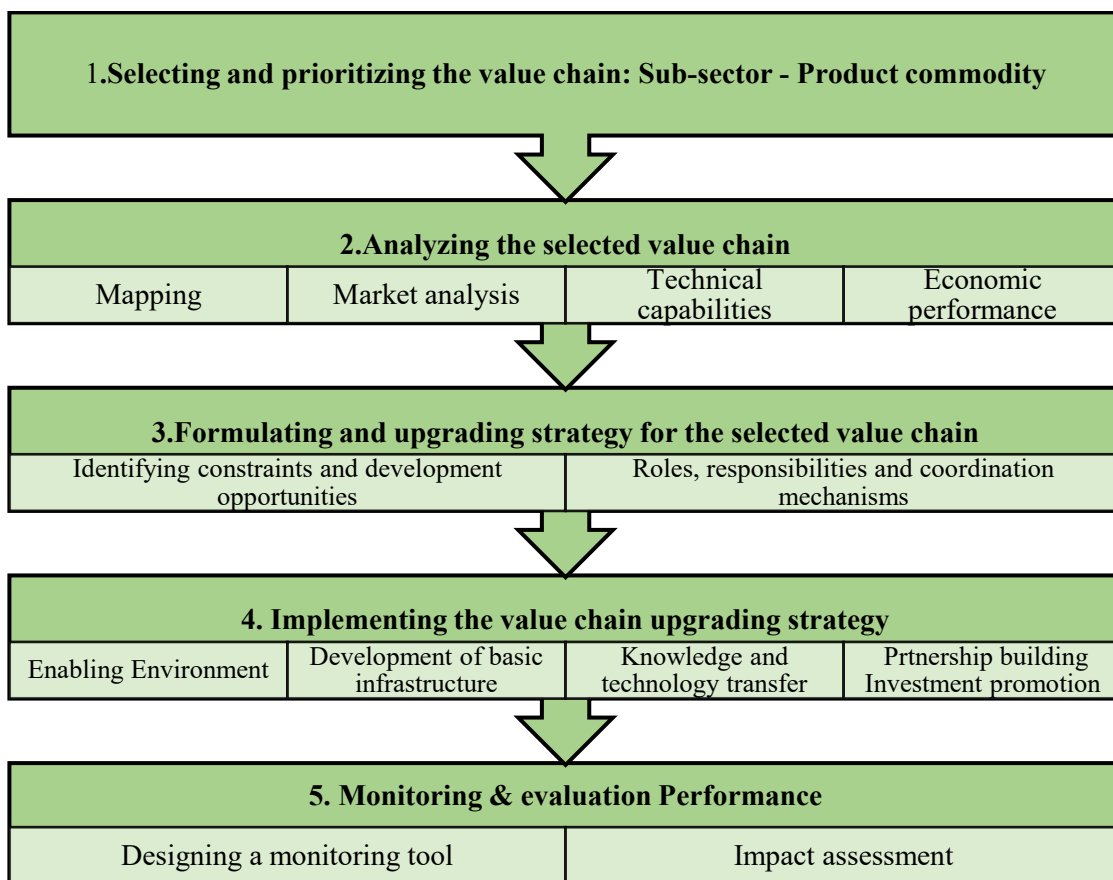 1.Selecting and prioritizing the value chain: Sub-sector - Product commodity
2.Analyzing the selected value chain
Mapping
Market analysis
Technical
capabilities
Economic
performance
3.Formulating and upgrading strategy for the selected value chain
Identifying constraints and development
opportunities
Roles, responsibilities and coordination
mechanisms
4. Implementing the value chain upgrading strategy
Enabling Environment
Development of basic
infrastructure
Knowledge and
technology transfer
Prtnership building
Investment promotion
5. Monitoring & evaluation Performance
Designing a monitoring tool
Impact assessment